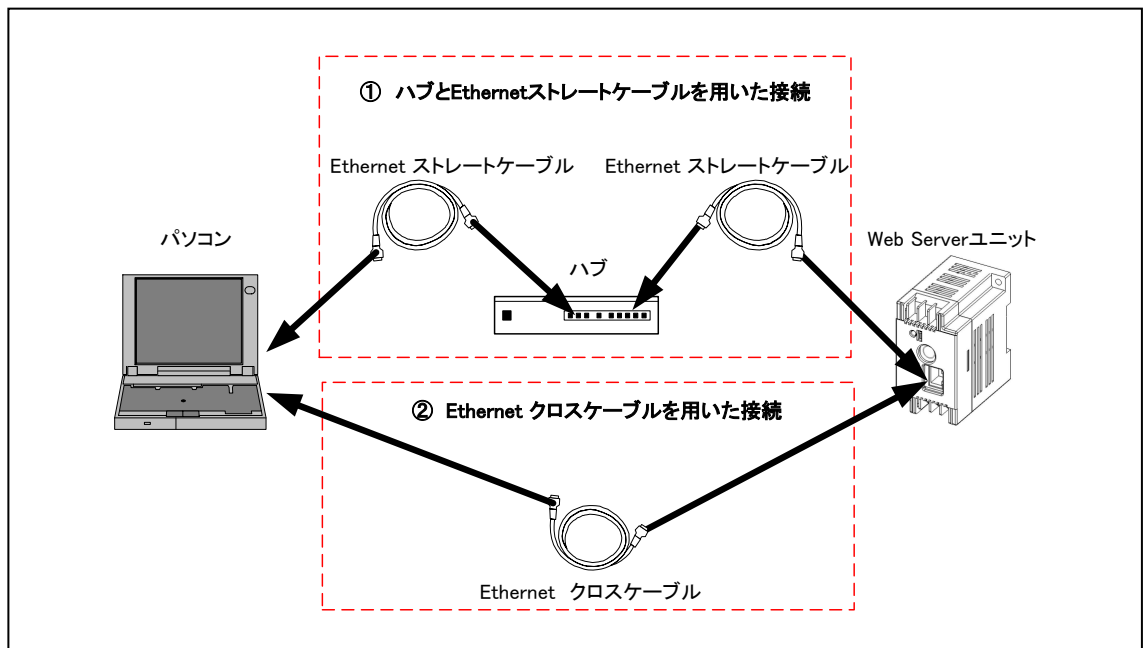 ① ハブとEthernetストレートケーブルを用いた接続
Ethernet ストレートケーブル
Ethernet ストレートケーブル
パソコン
Web Serverユニット
ハブ
② Ethernet クロスケーブルを用いた接続
Ethernet クロスケーブル